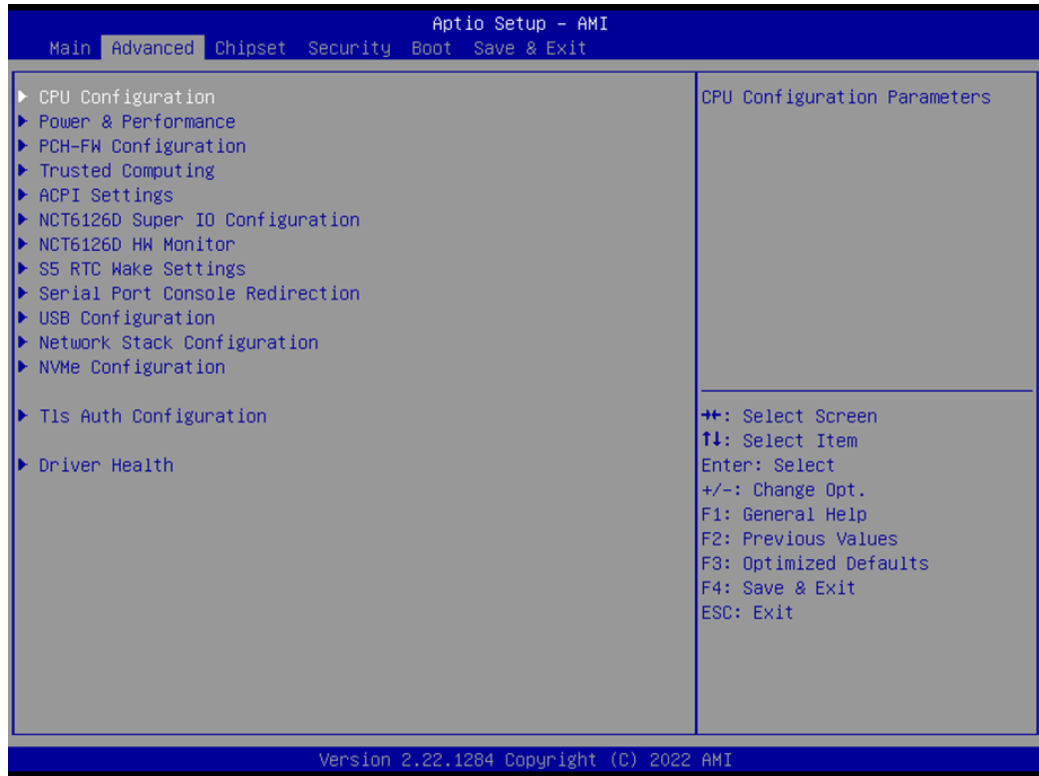 Aptio Setup – AMI
Main Advanced Chipset Security Boot Save & Exit
▶ CPU Configuration
▶ Power & Performance
▶ PCH-FW Configuration
▶ Trusted Computing
▶ ACPI Settings
▶ NCT6126D Super IO Configuration
▶ NCT6126D HW Monitor
▶ S5 RTC Wake Settings
▶ Serial Port Console Redirection
▶ USB Configuration
▶ Network Stack Configuration
▶ NVMe Configuration
▶ Tls Auth Configuration
▶ Driver Health
CPU Configuration Parameters
→←: Select Screen
↑↓: Select Item
Enter: Select
+/-: Change Opt.
F1: General Help
F2: Previous Values
F3: Optimized Defaults
F4: Save & Exit
ESC: Exit
Version 2.22.1284 Copyright (C) 2022 AMI